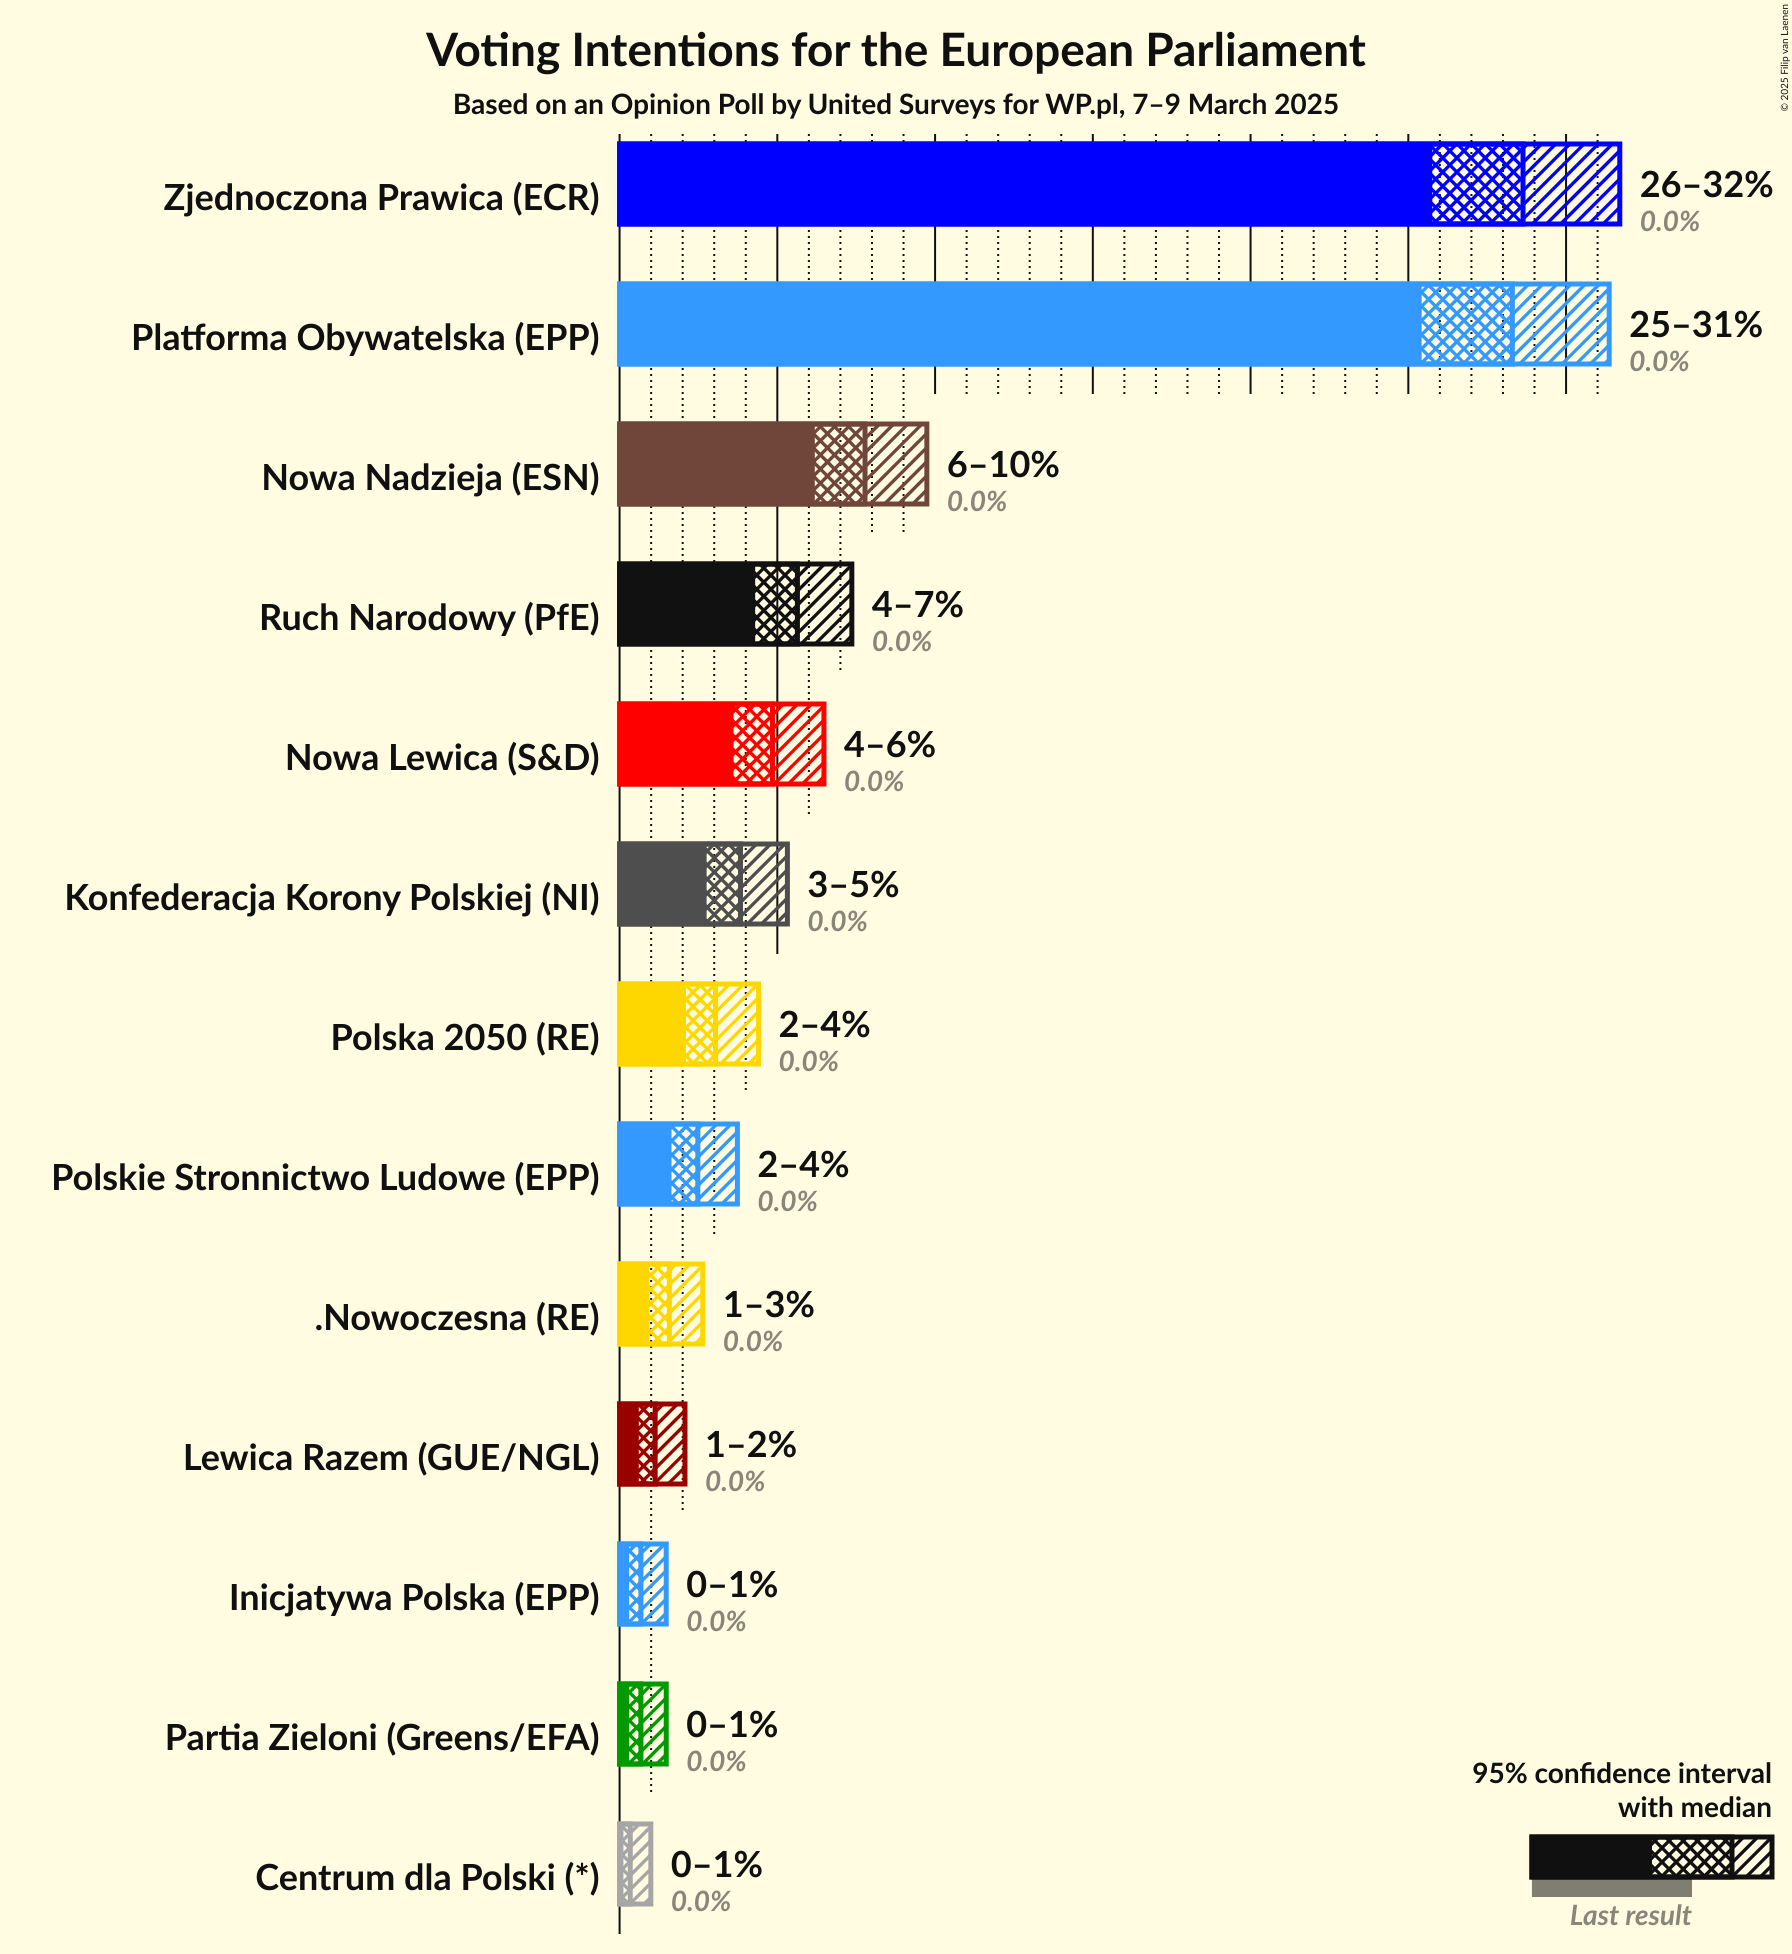 Voting Intentions for the European Parliament
Based on an Opinion Poll by United Surveys for WP.pl, 7–9 March 2025
© 2025 Filip van Laenen
Zjednoczona Prawica (ECR)
26–32%
0.0%
Platforma Obywatelska (EPP)
25–31%
0.0%
Nowa Nadzieja (ESN)
6–10%
0.0%
Ruch Narodowy (PfE)
4–7%
0.0%
Nowa Lewica (S&D)
4–6%
0.0%
Konfederacja Korony Polskiej (NI)
3–5%
0.0%
Polska 2050 (RE)
2–4%
0.0%
Polskie Stronnictwo Ludowe (EPP)
2–4%
0.0%
.Nowoczesna (RE)
1–3%
0.0%
Lewica Razem (GUE/NGL)
1–2%
0.0%
Inicjatywa Polska (EPP)
0–1%
0.0%
Partia Zieloni (Greens/EFA)
0–1%
0.0%
Centrum dla Polski (*)
0–1%
0.0%
95% confidence interval
with median
Last result